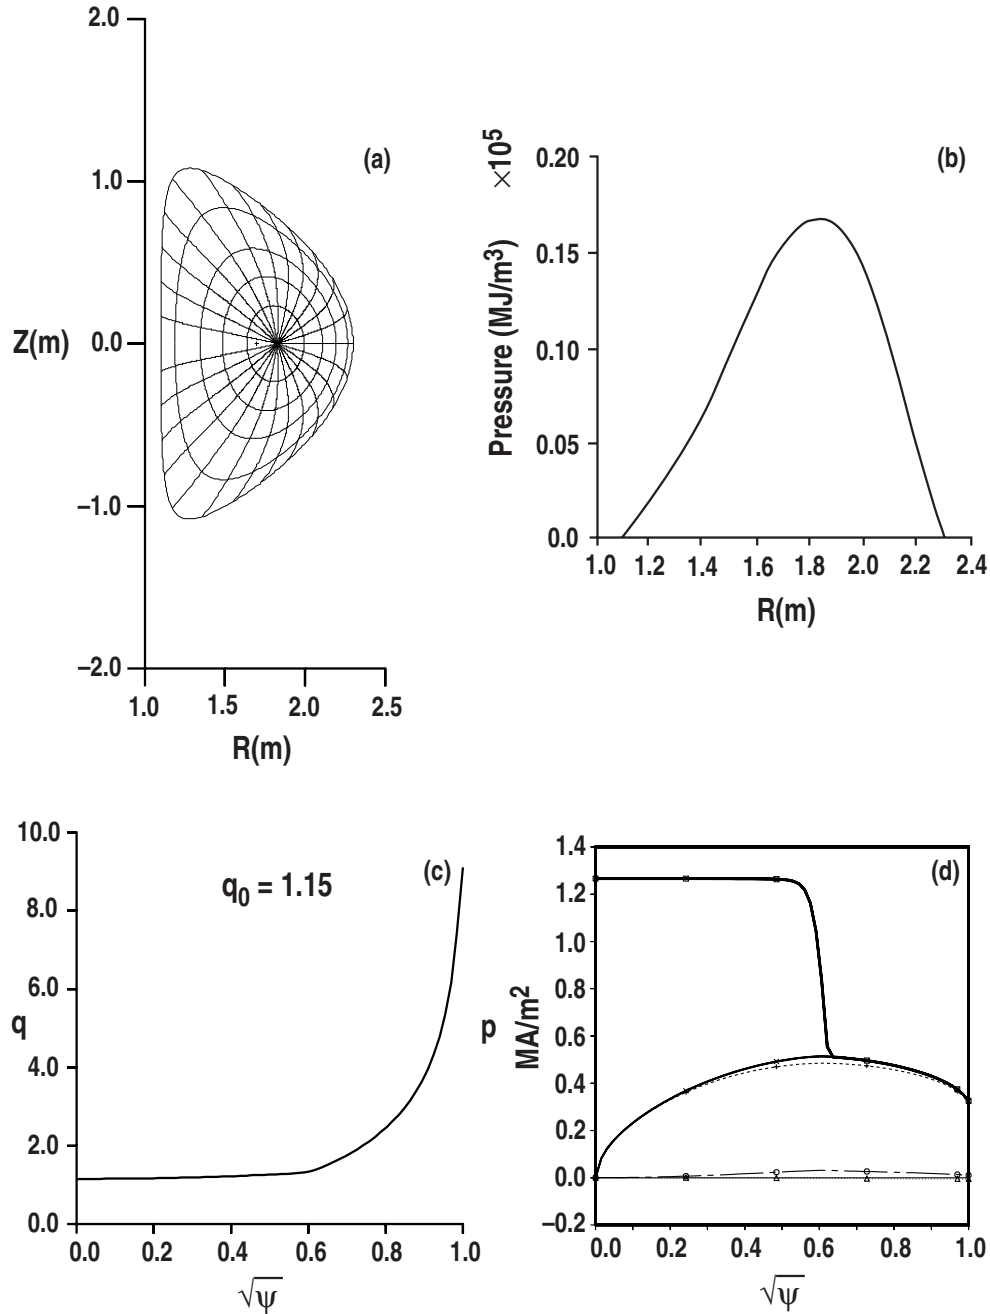 2.0
1.0
Z(m)
0.0
–1.0
–2.0
1.0
1.5
2.0
2.5
R(m)
(a)
×10⁵
Pressure (MJ/m³)
0.20
0.15
0.10
0.05
0.0
1.0 1.2 1.4 1.6 1.8 2.0 2.2 2.4
R(m)
(b)
10.0
8.0
6.0
q
4.0
2.0
0.0
0.0 0.2 0.4 0.6 0.8 1.0
√ψ
q₀ = 1.15
(c)
p
MA/m²
1.4
1.2
1.0
0.8
0.6
0.4
0.2
0.0
–0.2
0.0 0.2 0.4 0.6 0.8 1.0
√ψ
(d)